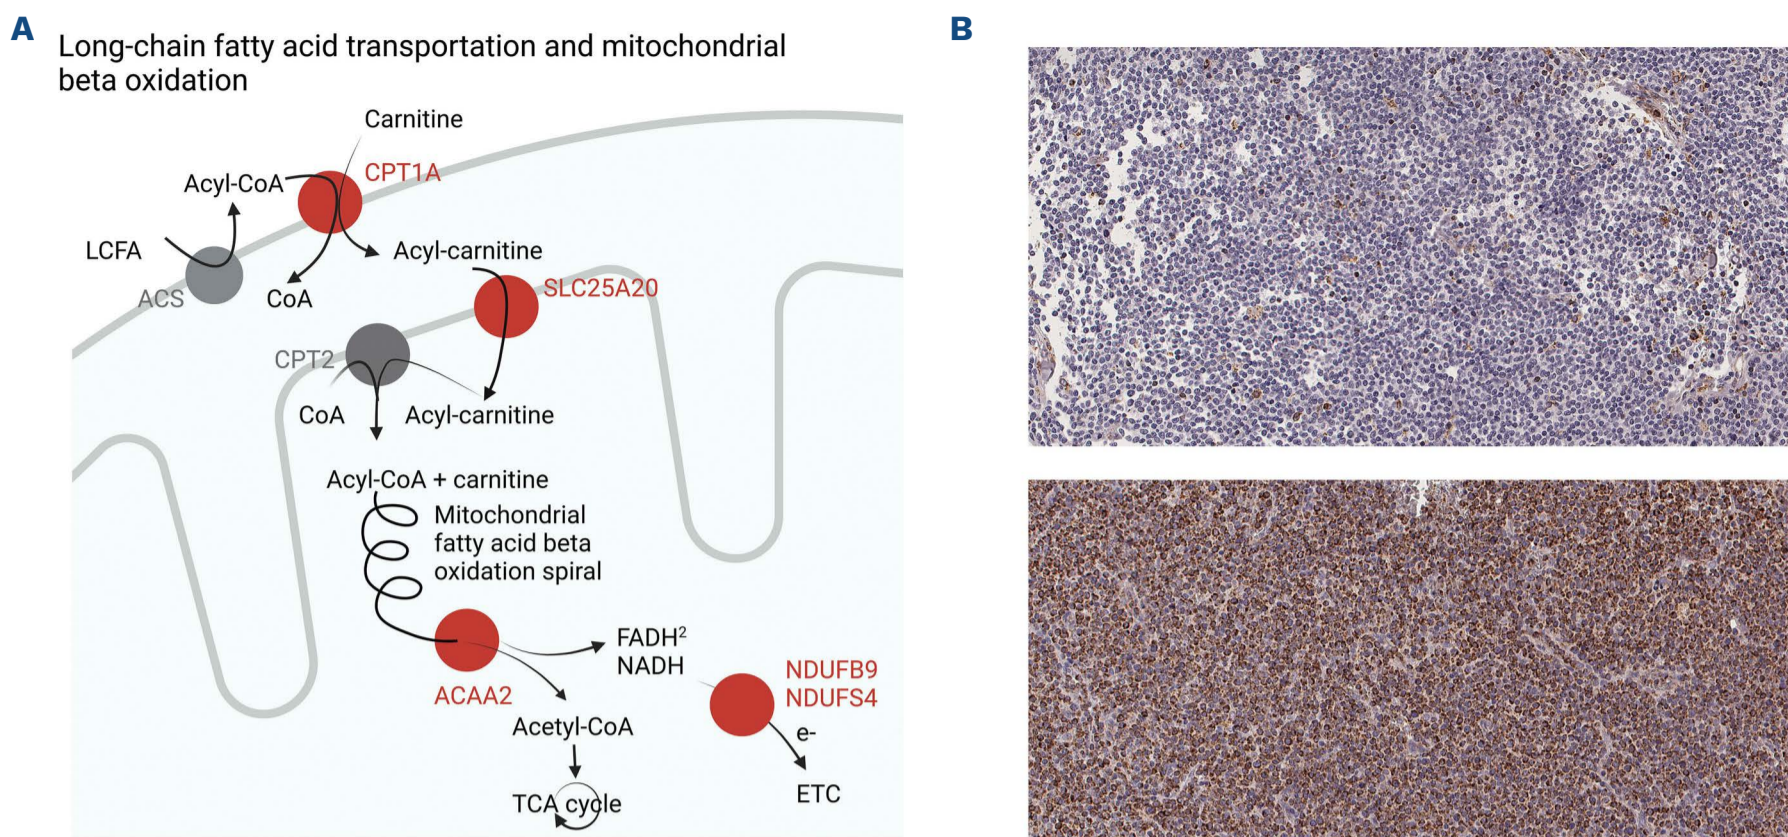 A
Long-chain fatty acid transportation and mitochondrial
beta oxidation
Carnitine
CPT1A
Acyl-CoA
LCFA
Acyl-carnitine
ACS
CoA
SLC25A20
CPT2
CoA
Acyl-carnitine
Acyl-CoA + carnitine
Mitochondrial
fatty acid beta
oxidation spiral
FADH²
NADH
NDUFB9
NDUFS4
ACAA2
Acetyl-CoA
e-
ETC
TCA cycle
B